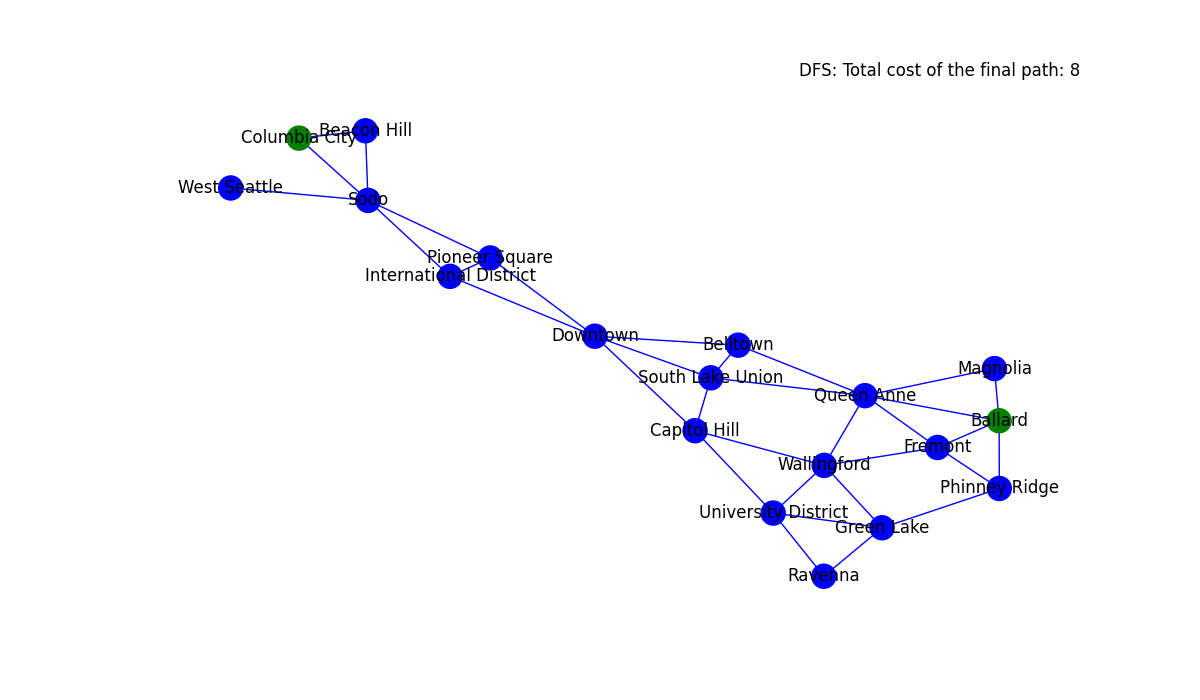 DFS: Total cost of the final path: 8
Beacon Hill
Columbia City
West Seattle
Sodo
Pioneer Square
International District
Downtown
Belltown
Magnolia
South Lake Union
Queen Anne
Ballard
Capitol Hill
Fremont
Wallingford
Phinney Ridge
University District
Green Lake
Ravenna